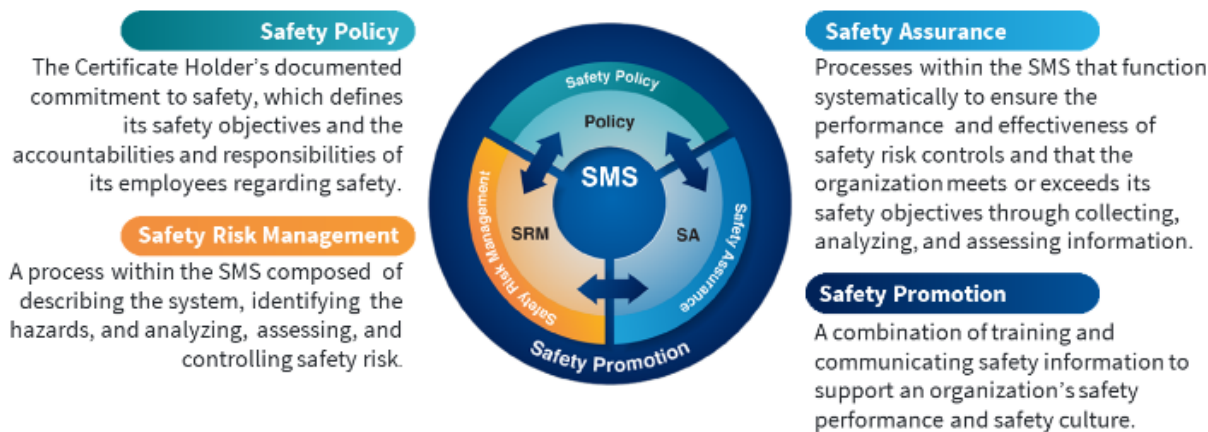 Safety Policy
The Certificate Holder's documented
commitment to safety, which defines
its safety objectives and the
accountabilities and responsibilities of
its employees regarding safety.
Safety Risk Management
A process within the SMS composed of
describing the system, identifying the
hazards, and analyzing, assessing, and
controlling safety risk.
Safety Policy
Policy
SMS
SRM
SA
Safety Risk Management
Safety Assurance
Safety Promotion
Safety Assurance
Processes within the SMS that function
systematically to ensure the
performance and effectiveness of
safety risk controls and that the
organization meets or exceeds its
safety objectives through collecting,
analyzing, and assessing information.
Safety Promotion
A combination of training and
communicating safety information to
support an organization's safety
performance and safety culture.